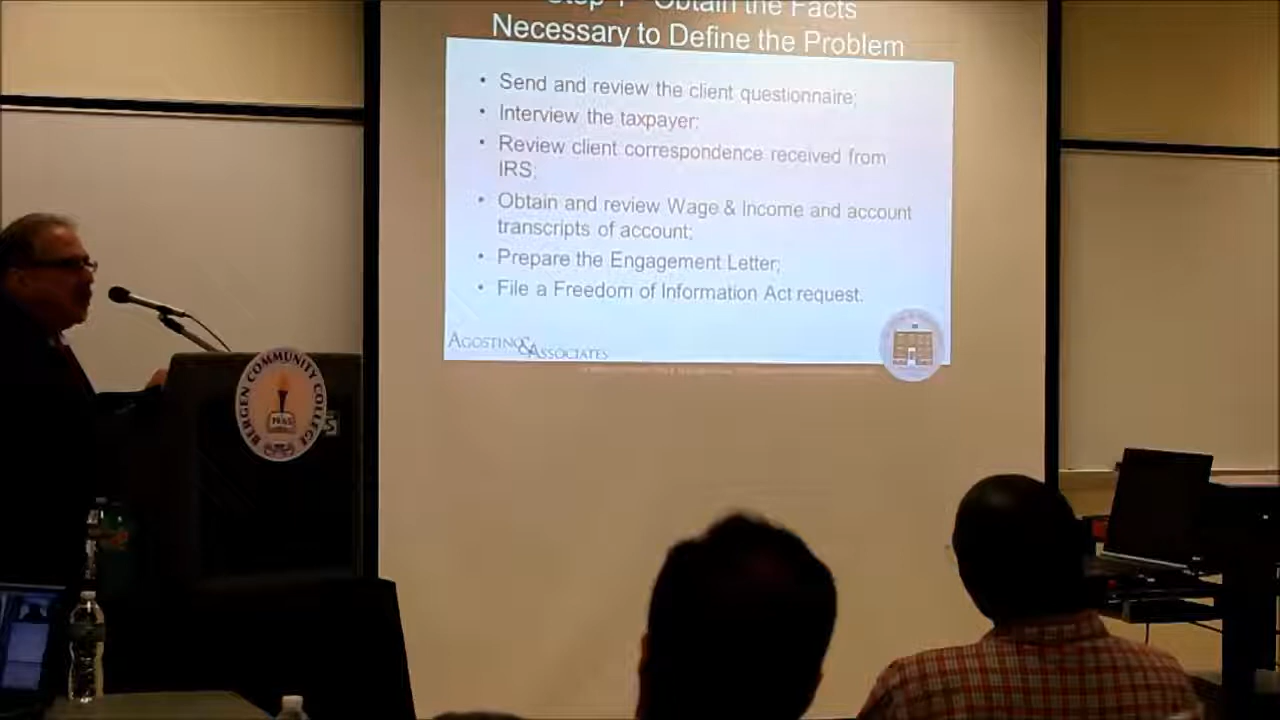 Step 1 Obtain the Facts
Necessary to Define the Problem
• Send and review the client questionnaire;
• Interview the taxpayer;
• Review client correspondence received from
IRS;
• Obtain and review Wage & Income and account
transcripts of account;
• Prepare the Engagement Letter;
• File a Freedom of Information Act request.
AGOSTINO & ASSOCIATES
BERGEN COMMUNITY COLLEGE
1965